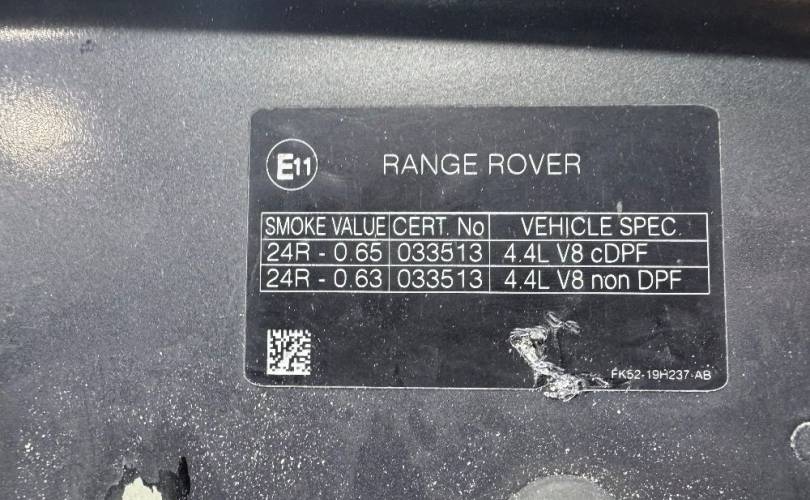 E11 RANGE ROVER
SMOKE VALUE CERT. No VEHICLE SPEC.
24R - 0.65 033513 4.4L V8 cDPF
24R - 0.63 033513 4.4L V8 non DPF
FK52-19H237-AB